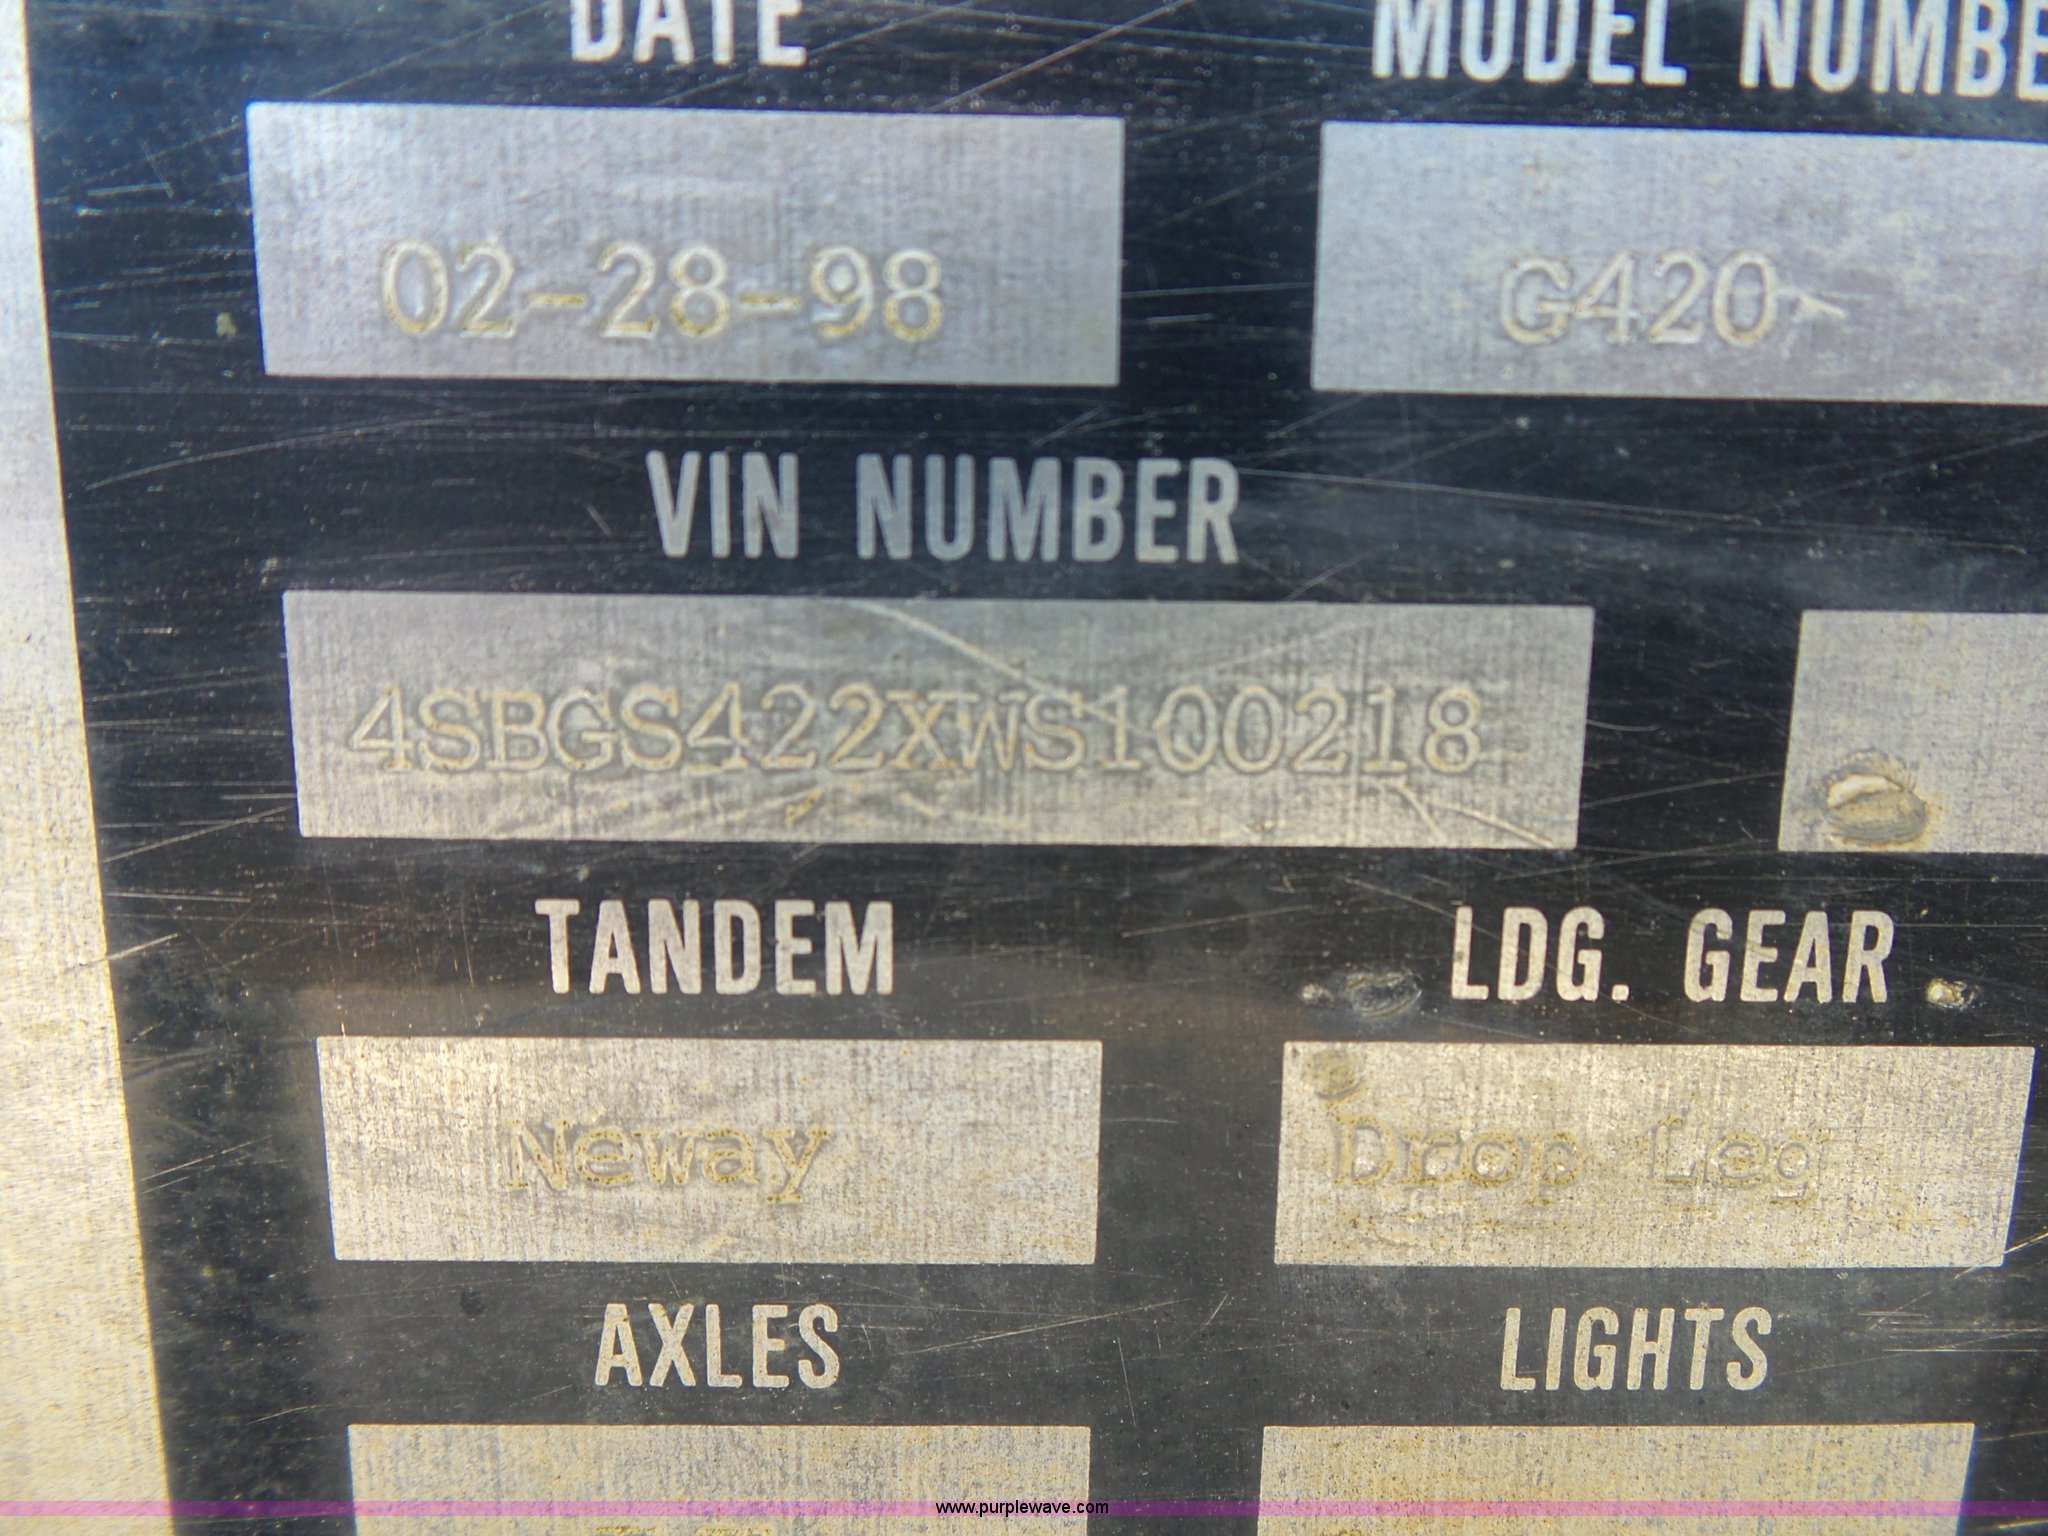 DATE MODEL NUMBE
02-28-98 G420
VIN NUMBER
4SBGS422XWS100218
TANDEM LDG. GEAR
Neway Drop Leg
AXLES LIGHTS
www.purplewave.com